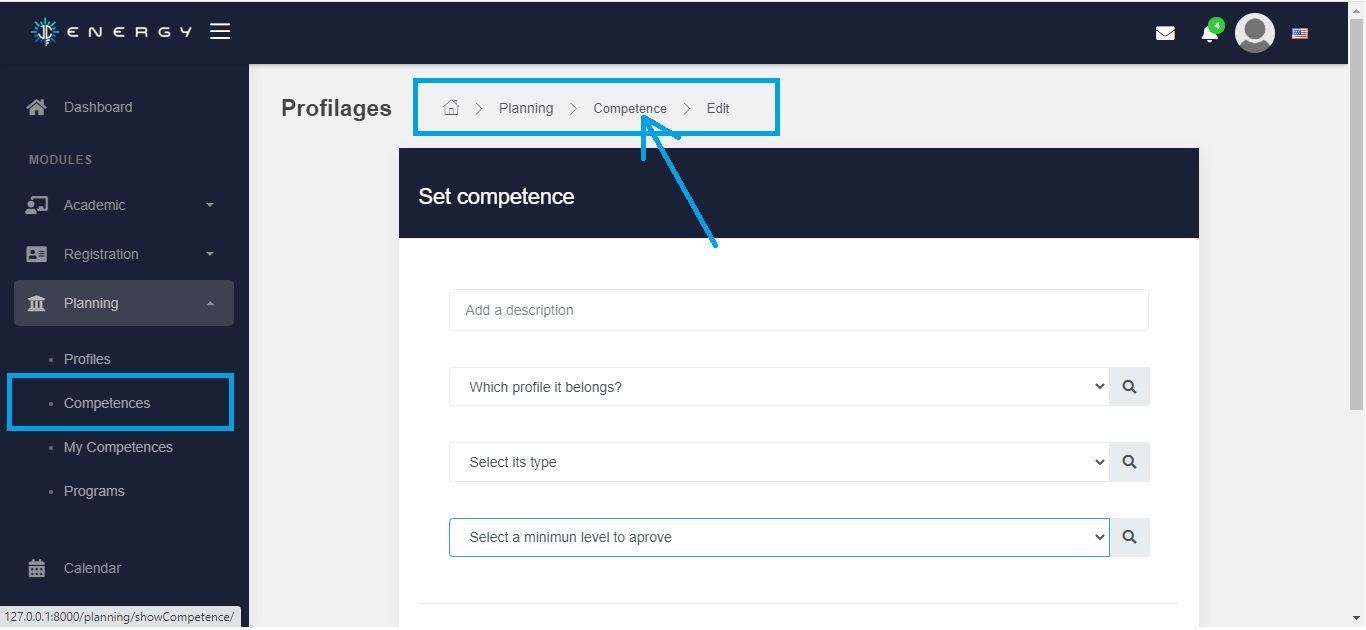 ENERGY
4
Dashboard
MODULES
Academic
Registration
Planning
Profiles
Competences
My Competences
Programs
Calendar
127.0.0.1:8000/planning/showCompetence/
Profilages
Planning
Competence
Edit
Set competence
Add a description
Which profile it belongs?
Select its type
Select a minimun level to aprove